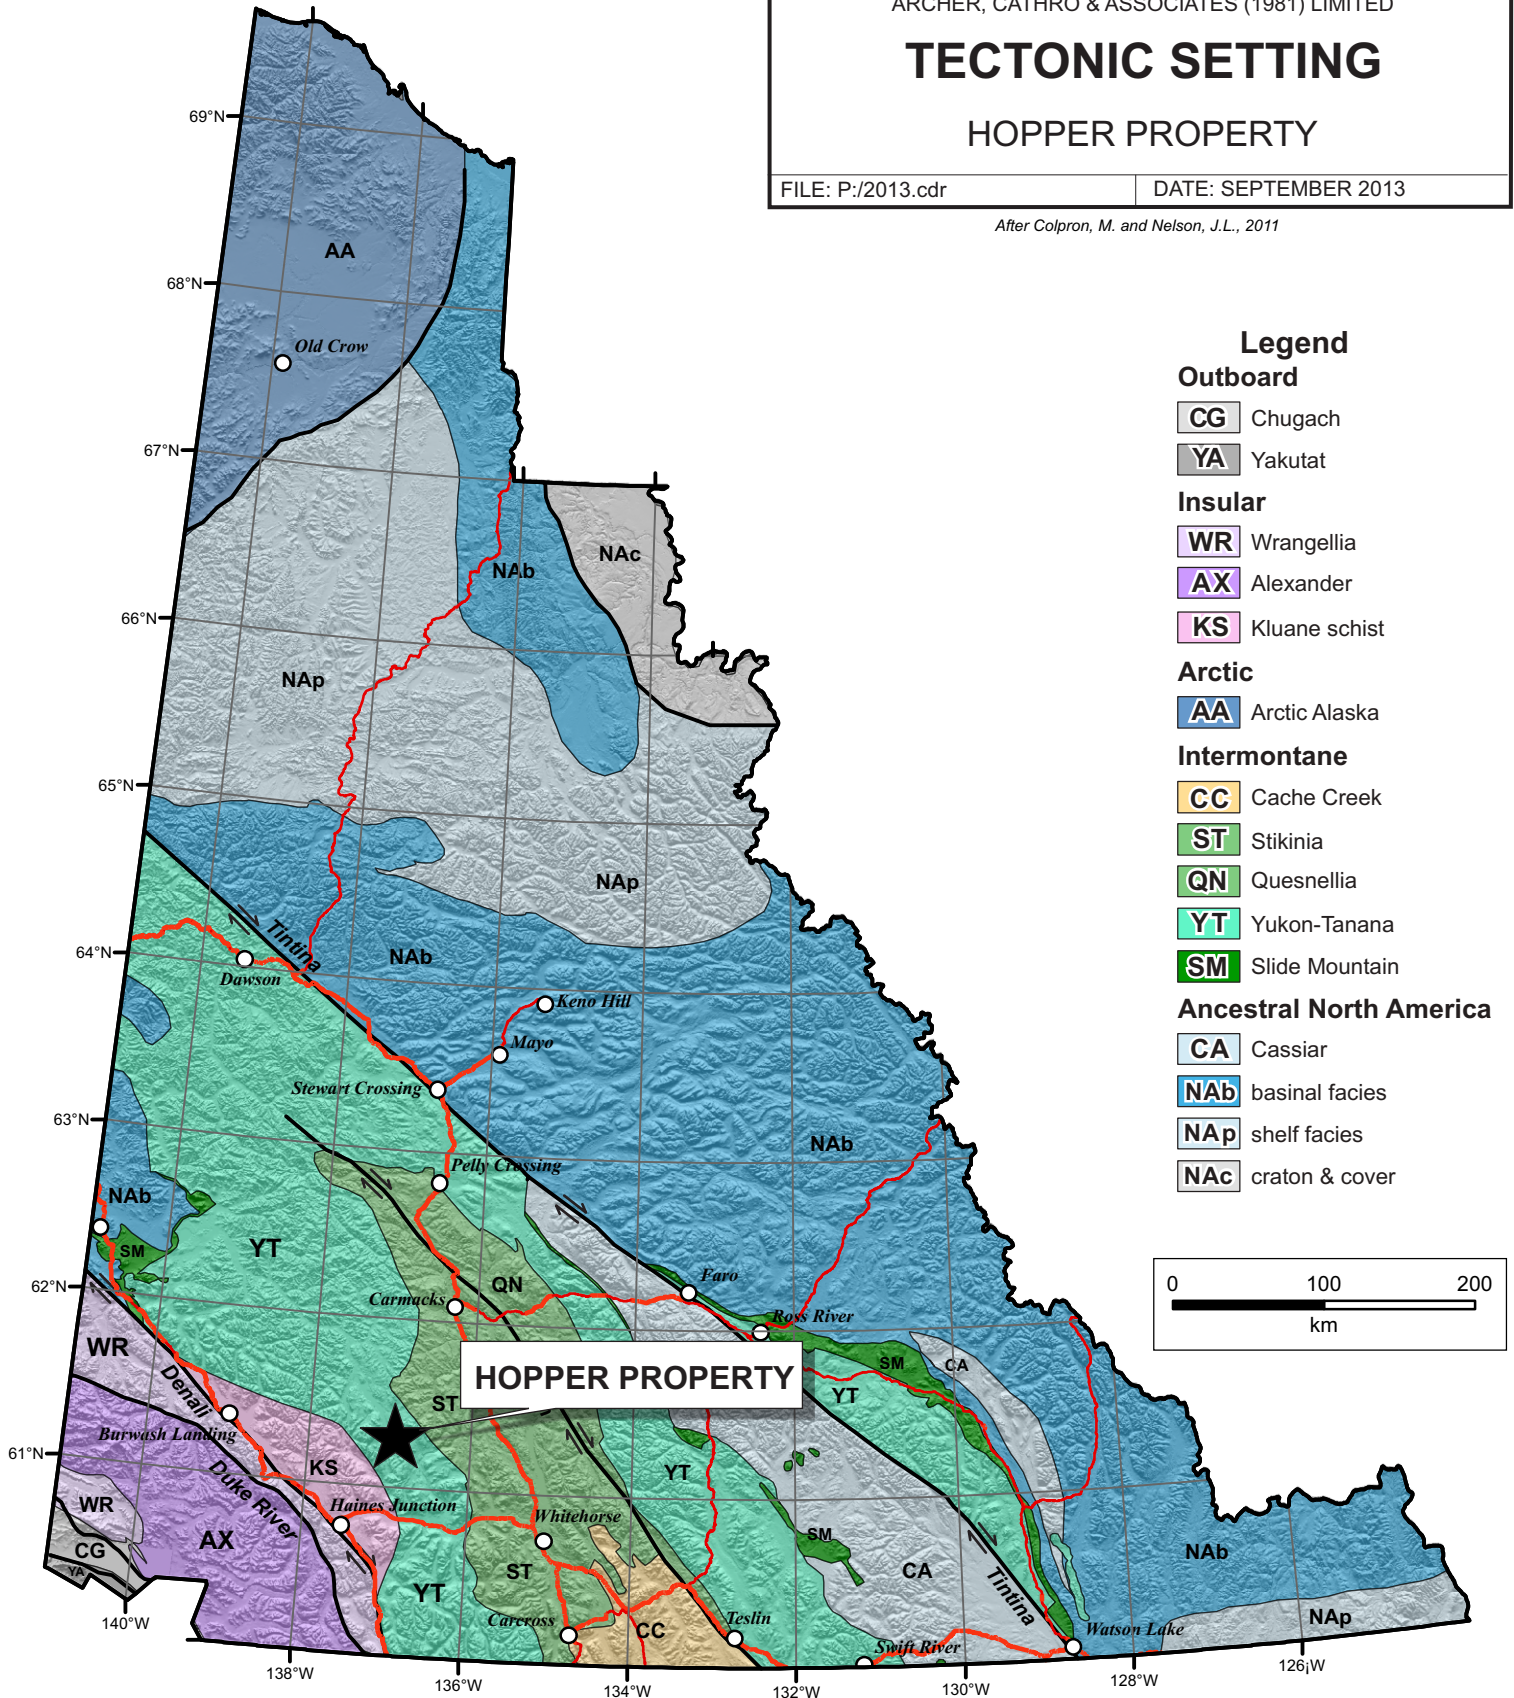 ARCHER, CATHRO & ASSOCIATES (1981) LIMITED
TECTONIC SETTING
HOPPER PROPERTY
FILE: P:/2013.cdr
DATE: SEPTEMBER 2013
After Colpron, M. and Nelson, J.L., 2011
69°N
68°N
67°N
66°N
65°N
64°N
63°N
62°N
61°N
AA
Old Crow
NAc
NAb
NAp
NAp
Tintina
NAb
Dawson
Keno Hill
Mayo
Stewart Crossing
NAb
Pelly Crossing
NAb
YT
SM
QN
Faro
Carmacks
Ross River
WR
SM
CA
HOPPER PROPERTY
Denali
ST
YT
Burwash Landing
KS
YT
Duke River
WR
Haines Junction
Whitehorse
AX
SM
CG
NAb
YA
ST
CA
YT
Tintina
Carcross
CC
Teslin
NAp
Swift River
Watson Lake
140°W
138°W
136°W
134°W
132°W
130°W
128°W
126¡W
Legend
Outboard
CG Chugach
YA Yakutat
Insular
WR Wrangellia
AX Alexander
KS Kluane schist
Arctic
AA Arctic Alaska
Intermontane
CC Cache Creek
ST Stikinia
QN Quesnellia
YT Yukon-Tanana
SM Slide Mountain
Ancestral North America
CA Cassiar
NAb basinal facies
NAp shelf facies
NAc craton & cover
0 100 200
km